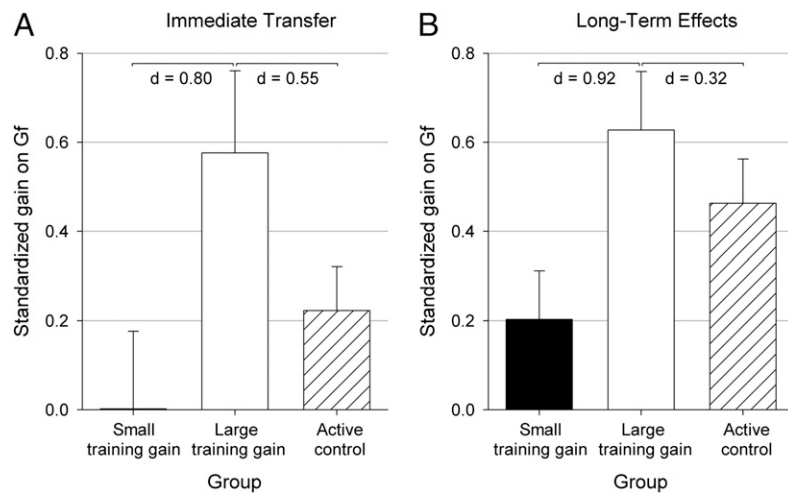 A
Immediate Transfer
Standardized gain on Gf
0.8
0.6
0.4
0.2
0.0
d = 0.80
d = 0.55
Small
training gain
Large
training gain
Active
control
Group
B
Long-Term Effects
Standardized gain on Gf
0.8
0.6
0.4
0.2
0.0
d = 0.92
d = 0.32
Small
training gain
Large
training gain
Active
control
Group